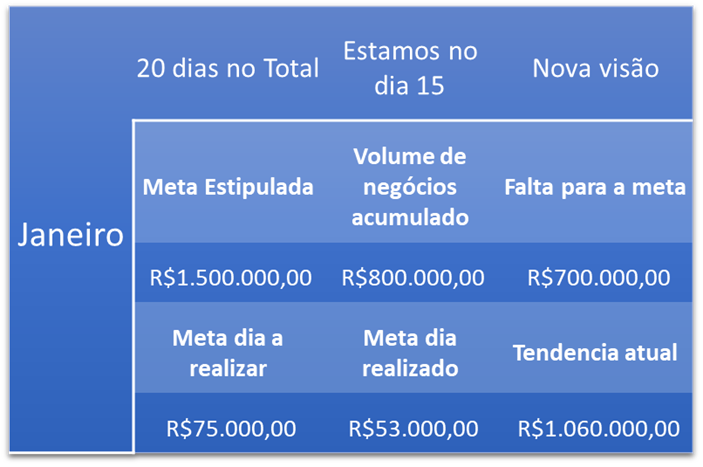 20 dias no Total
Estamos no
dia 15
Nova visão
Janeiro
Meta Estipulada
Volume de
negócios
acumulado
Falta para a meta
R$1.500.000,00
R$800.000,00
R$700.000,00
Meta dia a
realizar
Meta dia
realizado
Tendencia atual
R$75.000,00
R$53.000,00
R$1.060.000,00